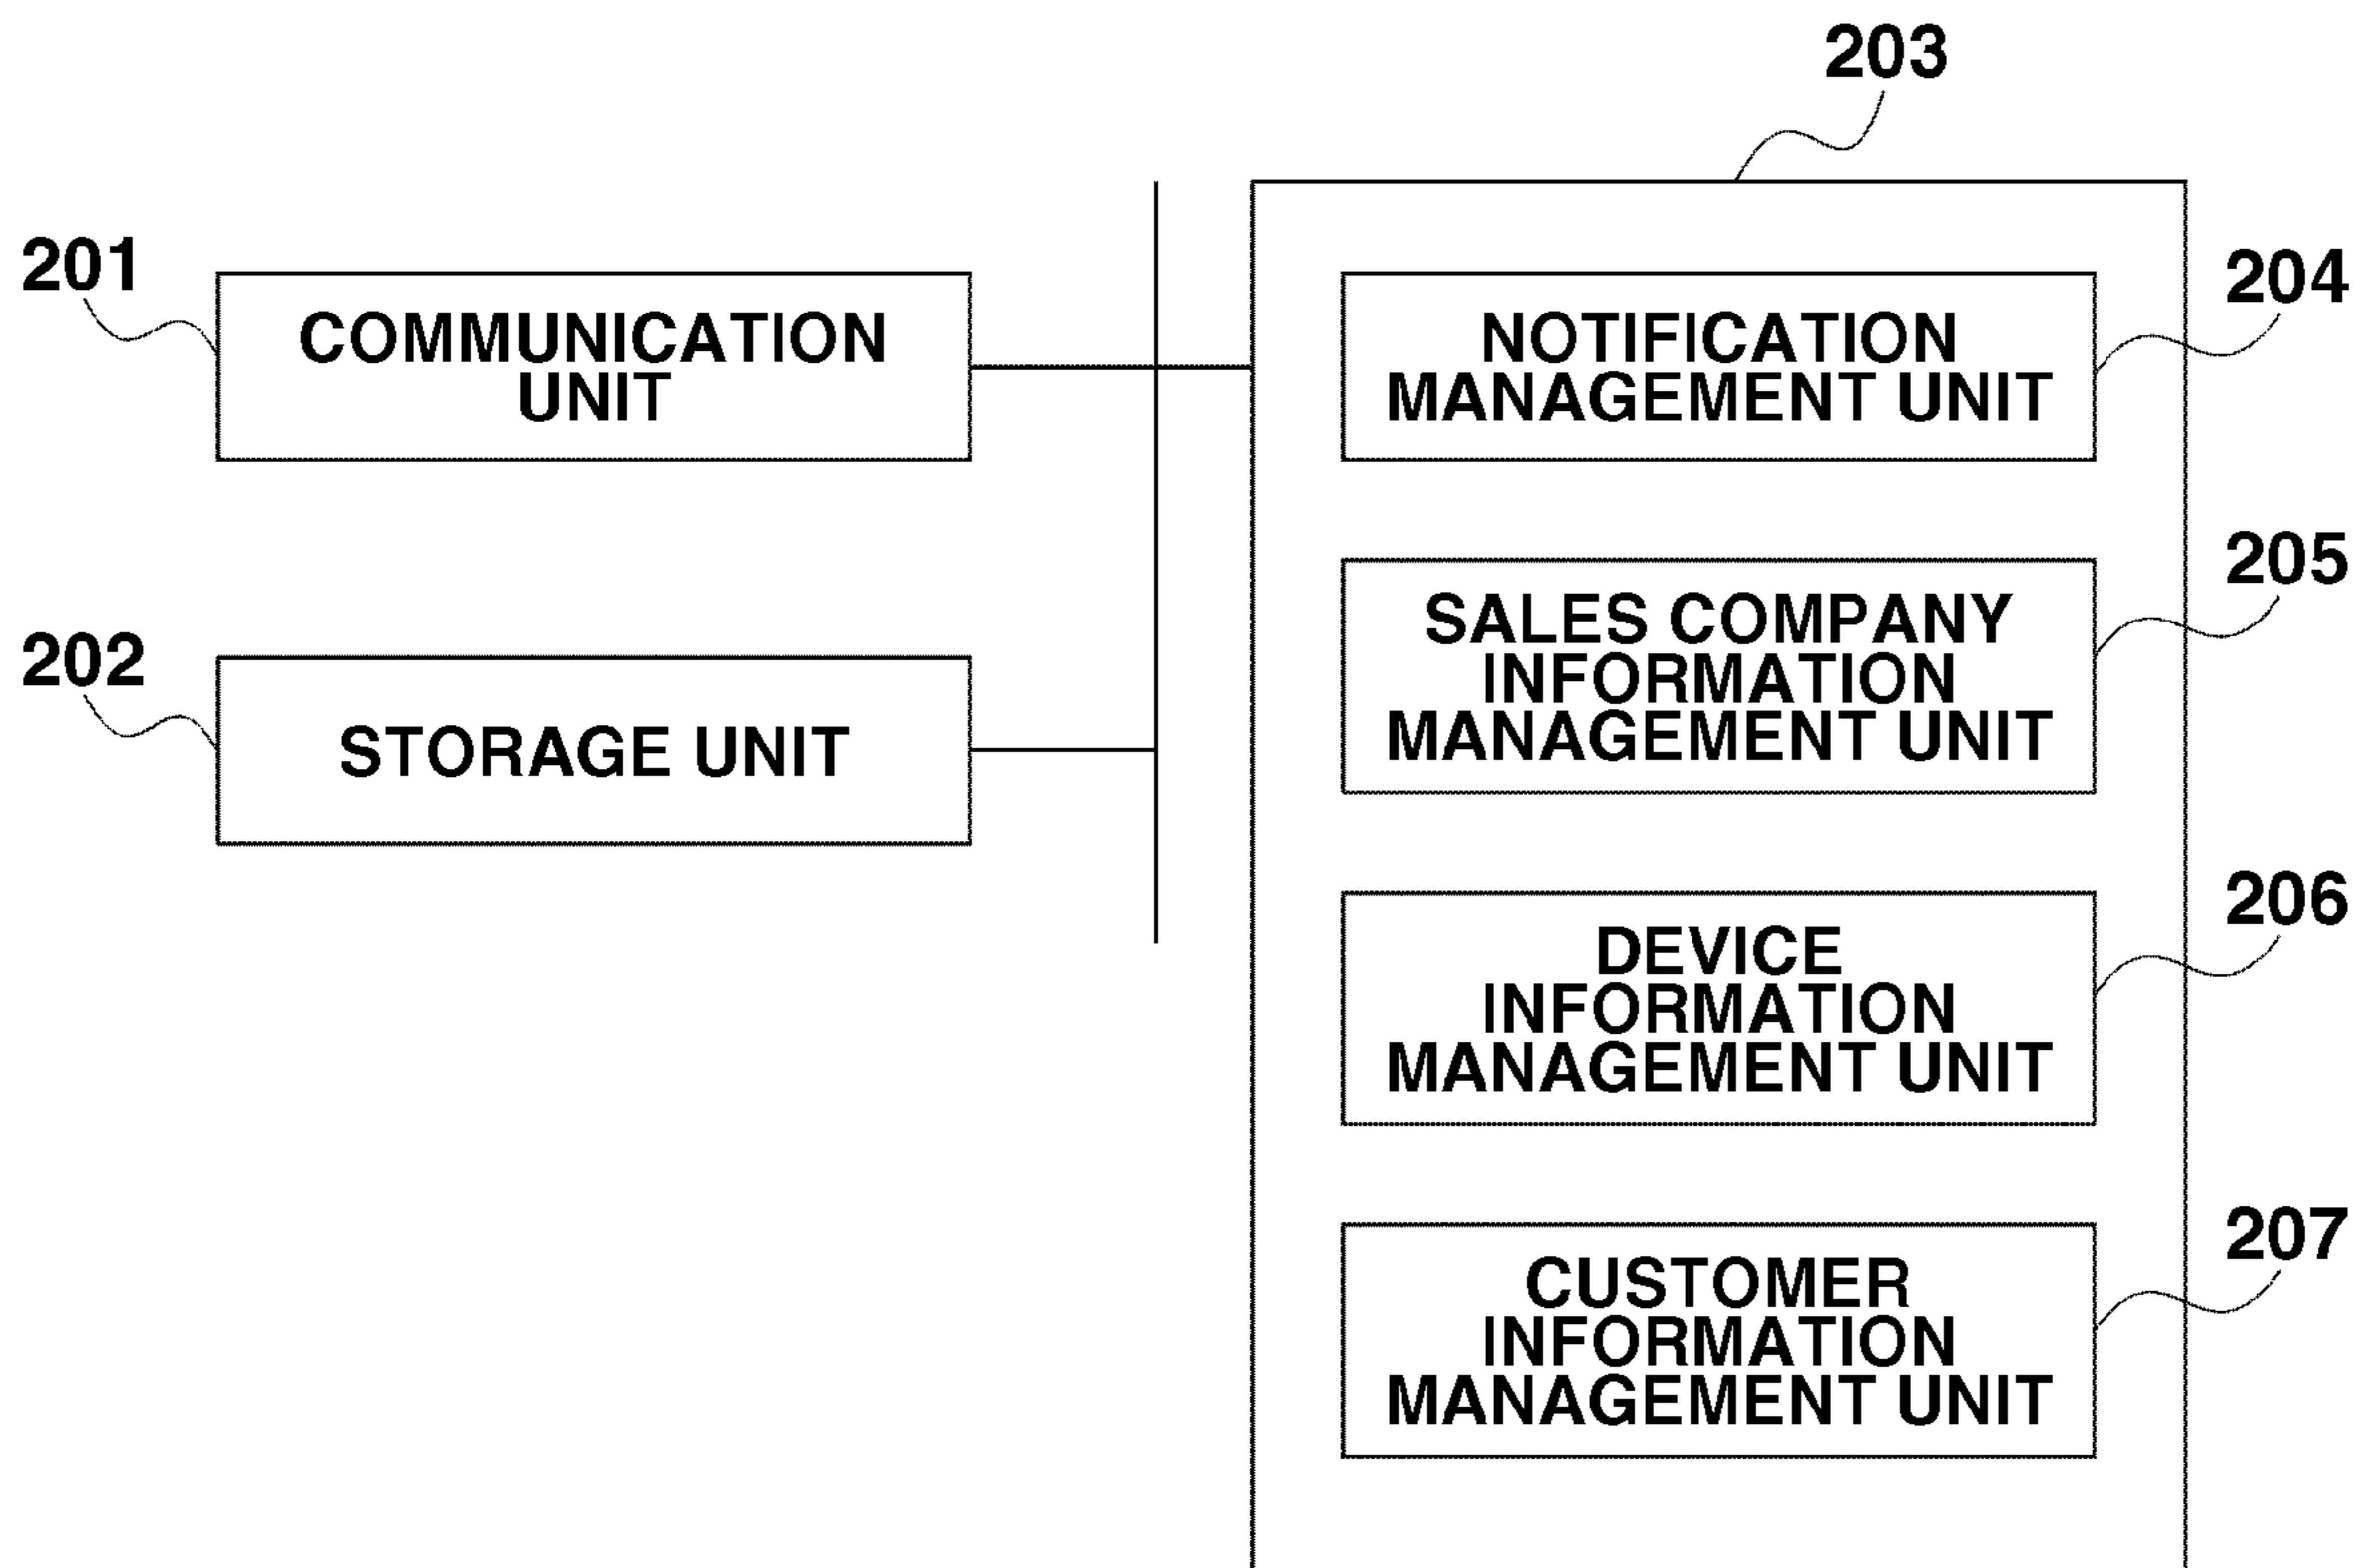 203
201
COMMUNICATION
UNIT
204
NOTIFICATION
MANAGEMENT UNIT
205
SALES COMPANY
INFORMATION
MANAGEMENT UNIT
202
STORAGE UNIT
206
DEVICE
INFORMATION
MANAGEMENT UNIT
207
CUSTOMER
INFORMATION
MANAGEMENT UNIT